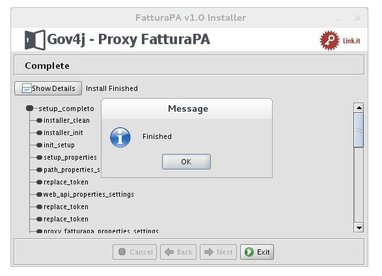 FatturaPA v1.0 Installer
Gov4j - Proxy FatturaPA
Link.it
Complete
Show Details
Install Finished
setup_completo
installer_clean
installer_init
init_setup
setup_properties
path_properties_s
replace_token
web_api_properties_settings
replace_token
replace_token
proxy_fatturapa_properties_settings
Message
Finished
OK
Cancel
Back
Next
Exit